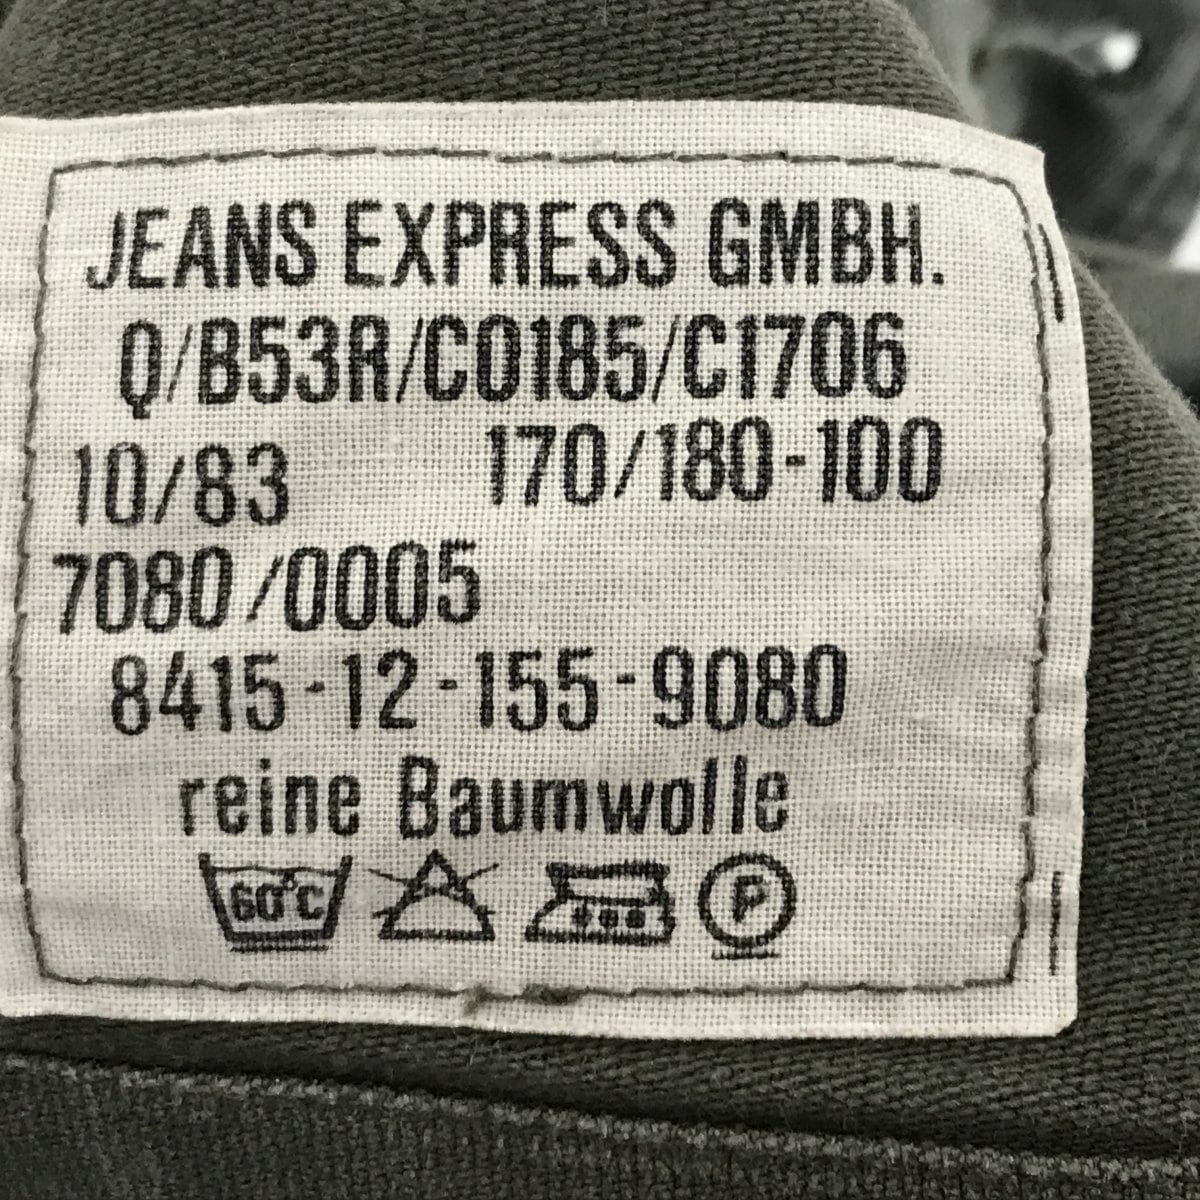 JEANS EXPRESS GMBH.
Q/B53R/C0185/C1706
10/83 170/180-100
7080/0005
8415-12-155-9080
reine Baumwolle
60°C P